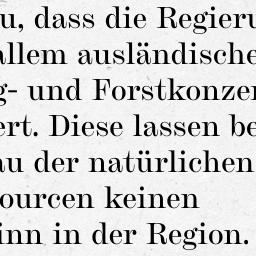 u, dass die Regieru
allem ausländische
g- und Forstkonzer
ert. Diese lassen be
au der natürlichen
ourcen keinen
inn in der Region.